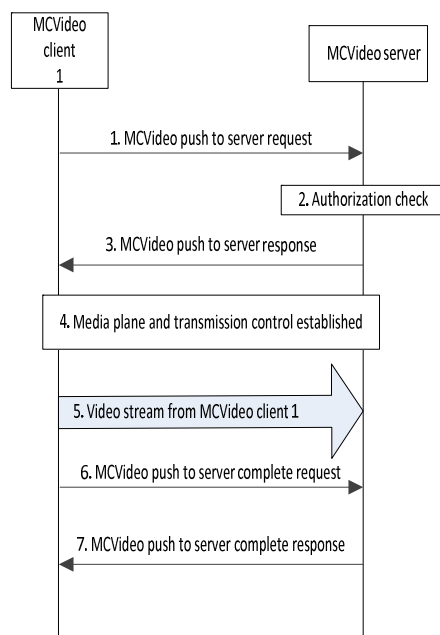 MCVideo
client
1
MCVideo server
1. MCVideo push to server request
2. Authorization check
3. MCVideo push to server response
4. Media plane and transmission control established
5. Video stream from MCVideo client 1
6. MCVideo push to server complete request
7. MCVideo push to server complete response